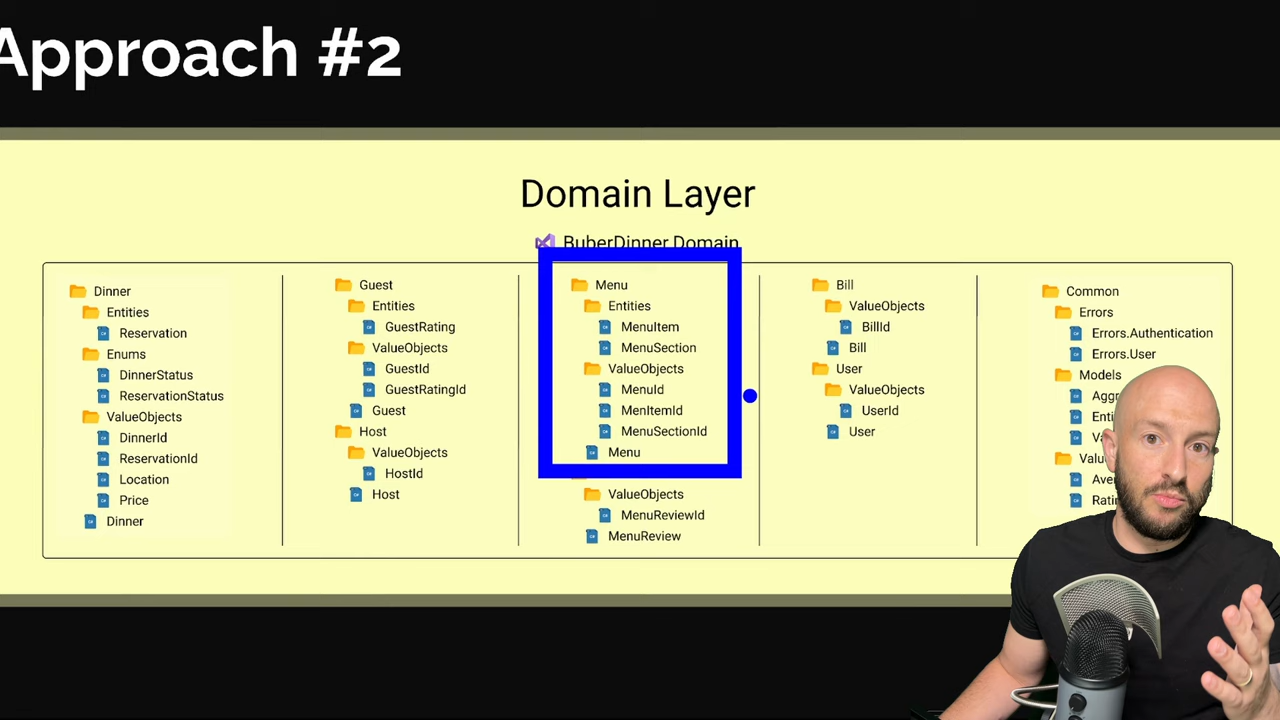 Approach #2
Domain Layer
BuberDinner.Domain
Dinner
Entities
Reservation
Enums
DinnerStatus
ReservationStatus
ValueObjects
DinnerId
ReservationId
Location
Price
Dinner
Guest
Entities
GuestRating
ValueObjects
GuestId
GuestRatingId
Guest
Host
ValueObjects
HostId
Host
Menu
Entities
MenuItem
MenuSection
ValueObjects
MenuId
MenItemId
MenuSectionId
Menu
ValueObjects
MenuReviewId
MenuReview
Bill
ValueObjects
BillId
Bill
User
ValueObjects
UserId
User
Common
Errors
Errors.Authentication
Errors.User
Models